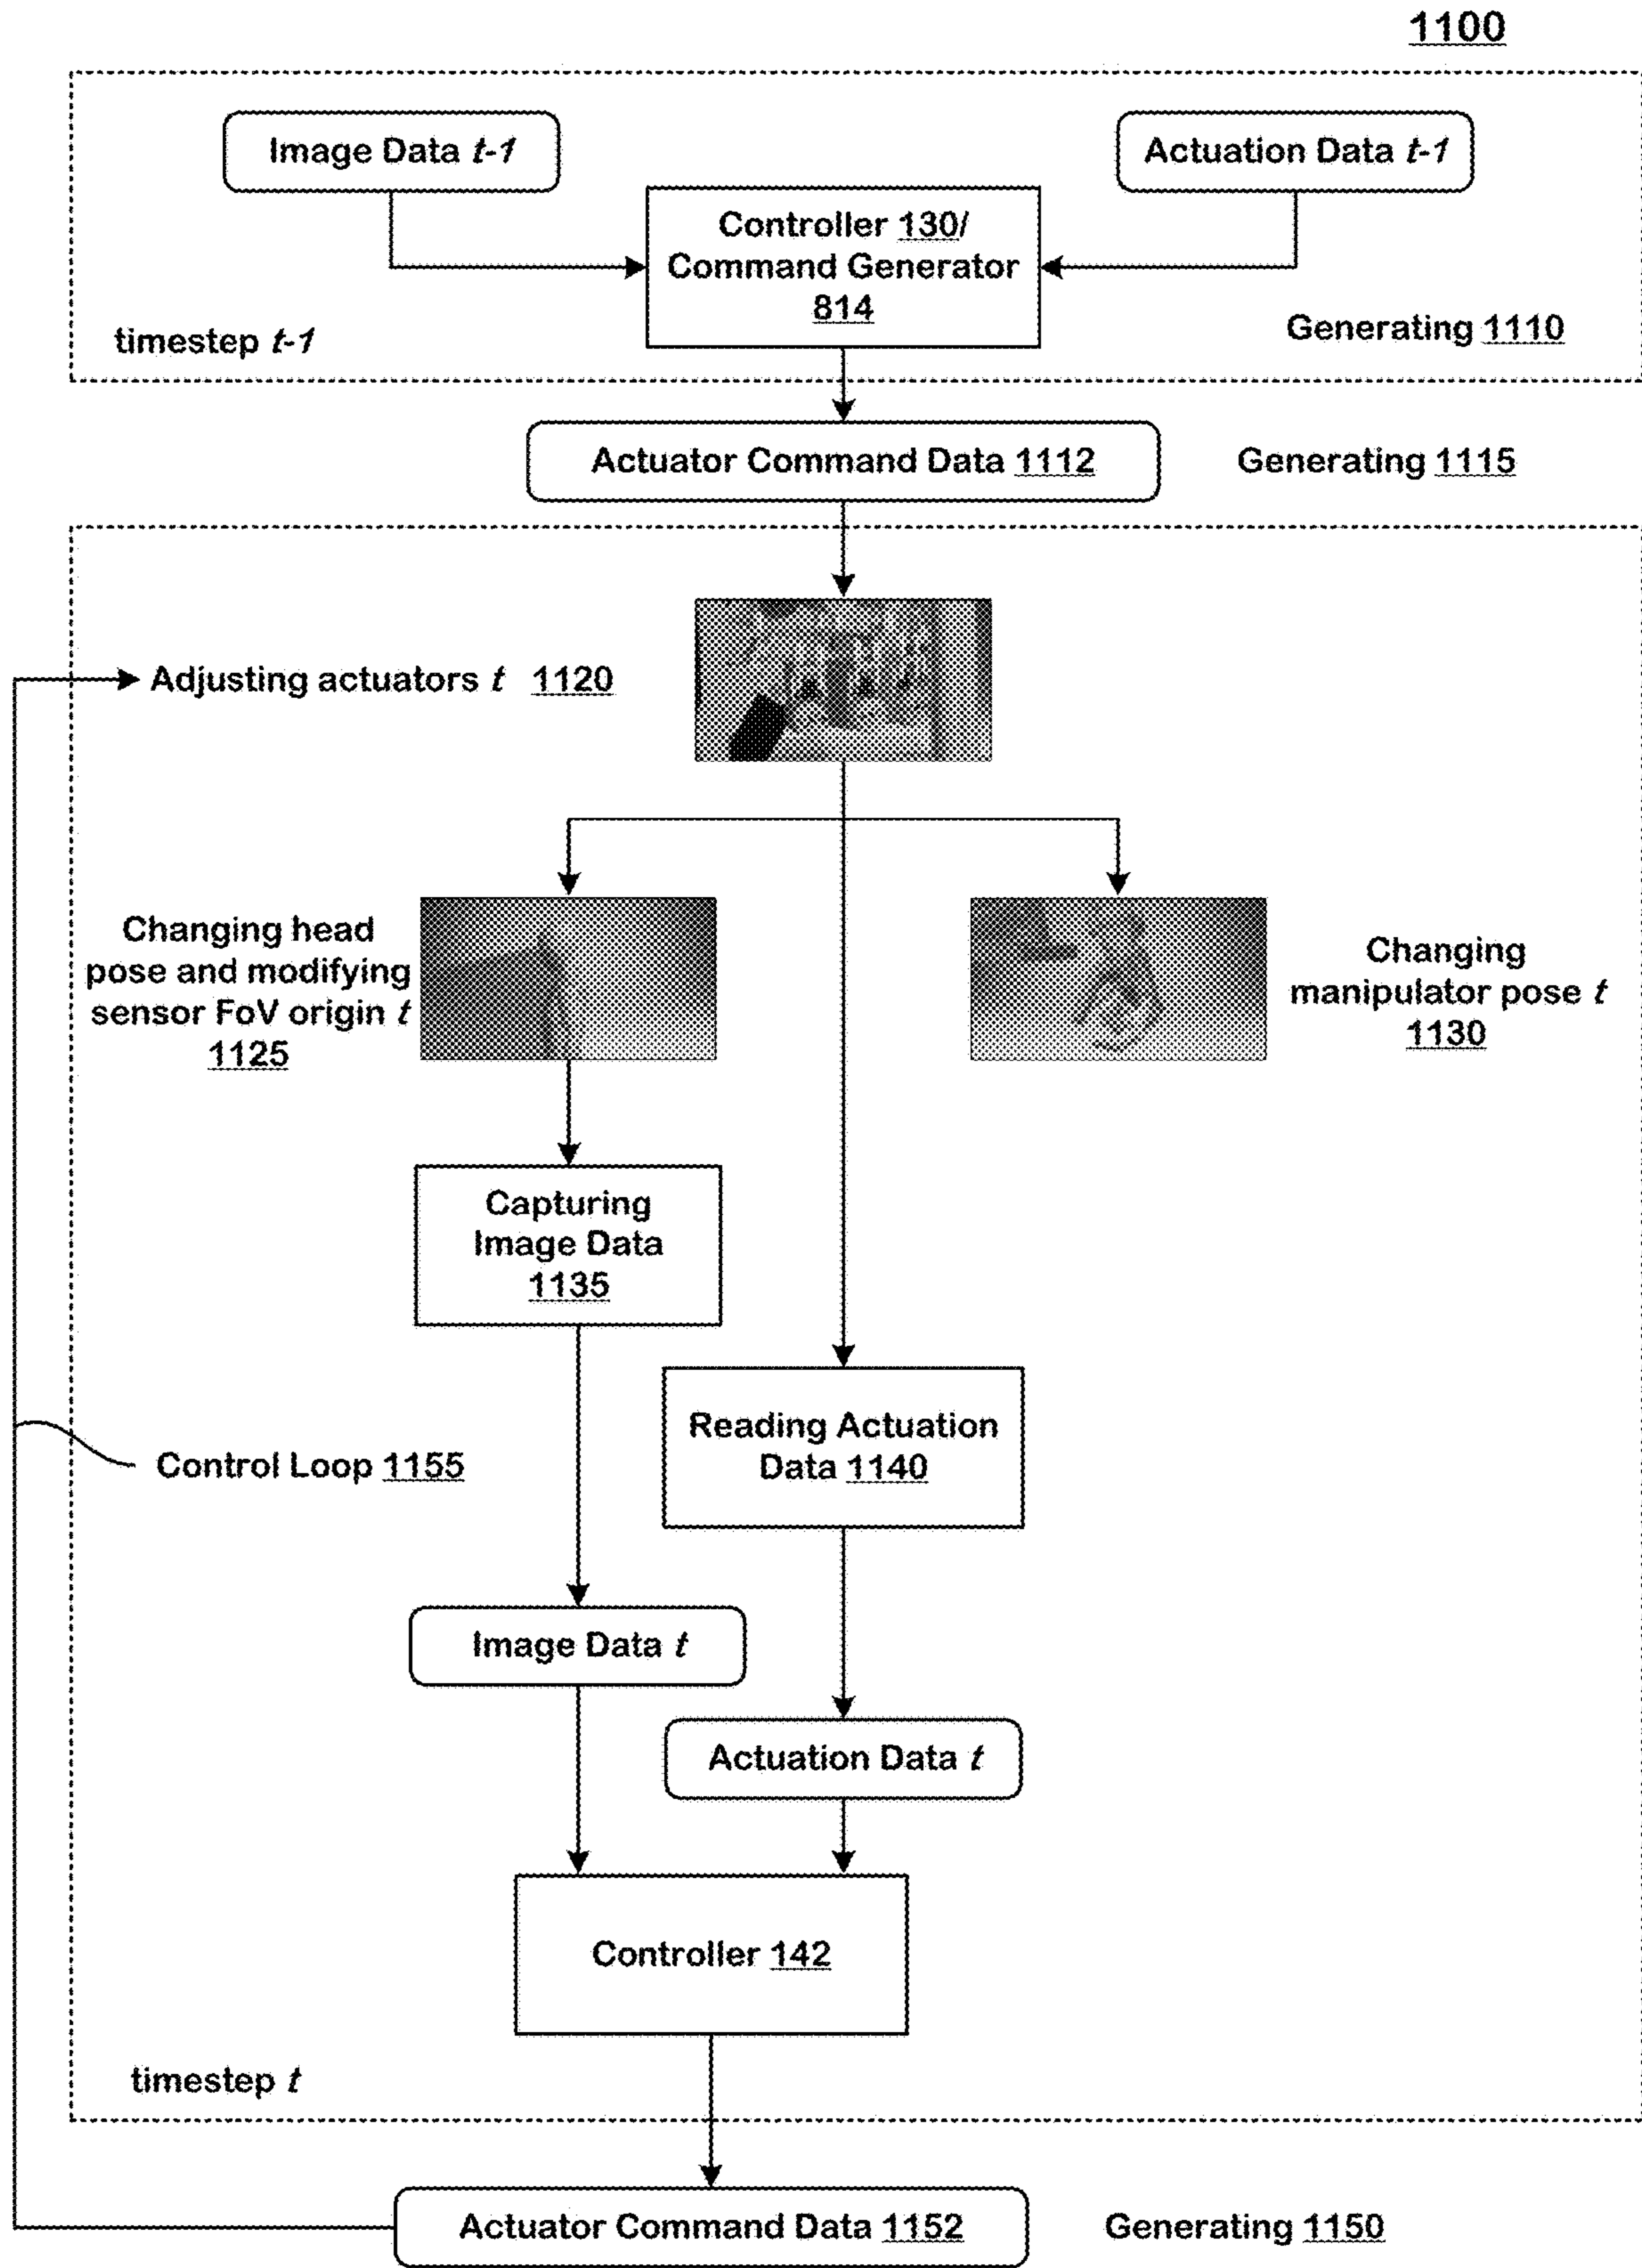 1100
Image Data t-1
Actuation Data t-1
Controller 130/
Command Generator
814
timestep t-1
Generating 1110
Actuator Command Data 1112
Generating 1115
Adjusting actuators t 1120
Changing head
pose and modifying
sensor FoV origin t
1125
Changing
manipulator pose t
1130
Capturing
Image Data
1135
Reading Actuation
Data 1140
Control Loop 1155
Image Data t
Actuation Data t
Controller 142
timestep t
Actuator Command Data 1152
Generating 1150